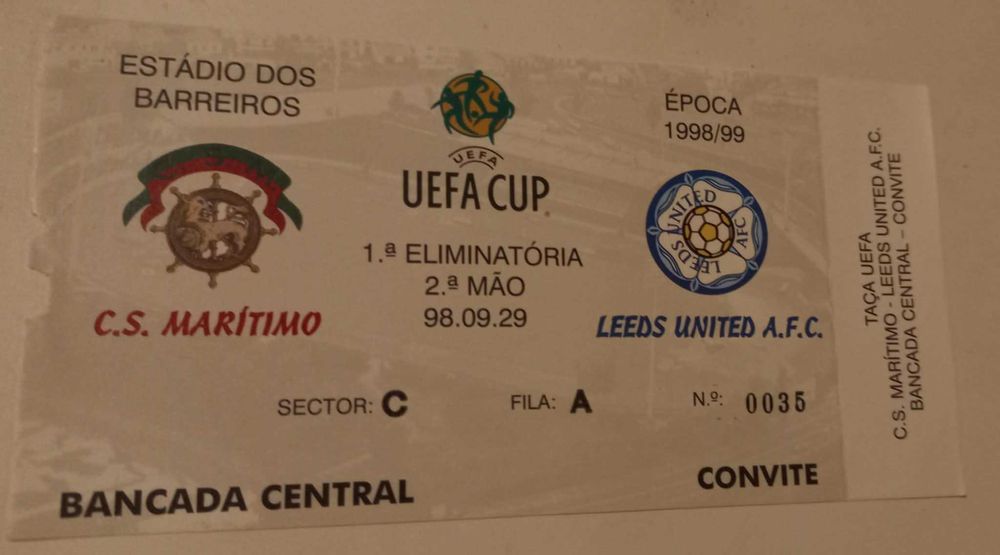 ESTÁDIO DOS
BARREIROS
UEFA
UEFA CUP
ÉPOCA
1998/99
LEEDS UNITED AFC
1.ª ELIMINATÓRIA
2.ª MÃO
98.09.29
C.S. MARÍTIMO
LEEDS UNITED A.F.C.
SECTOR: C
FILA: A
N.º: 0035
BANCADA CENTRAL
CONVITE
TAÇA UEFA
C.S. MARÍTIMO - LEEDS UNITED A.F.C.
BANCADA CENTRAL – CONVITE